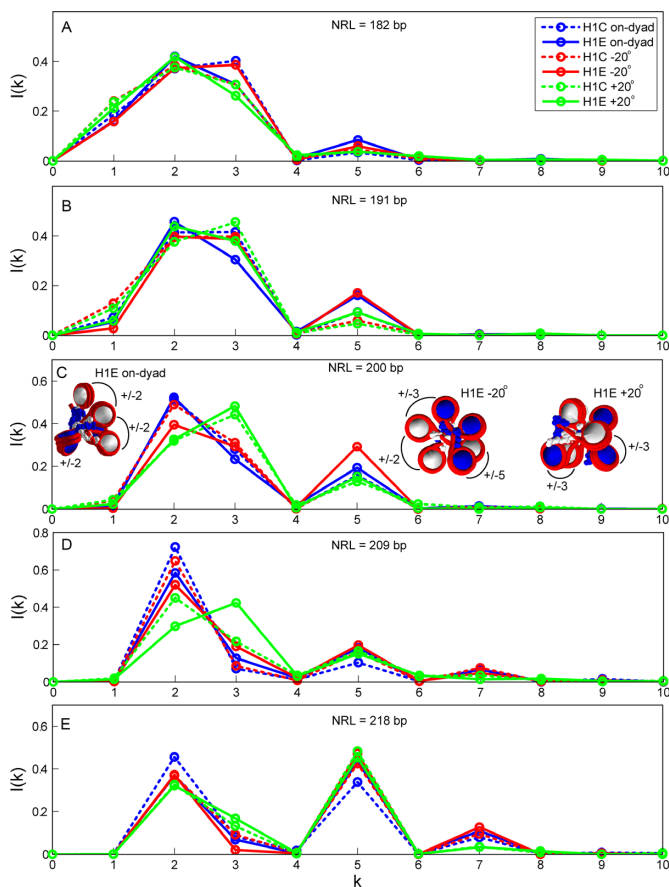 A
NRL = 182 bp
H1C on-dyad
H1E on-dyad
H1C -20°
H1E -20°
H1C +20°
H1E +20°
I(k)
0.4
0.2
0
0 1 2 3 4 5 6 7 8 9 10
B
NRL = 191 bp
I(k)
0.4
0.2
0
0 1 2 3 4 5 6 7 8 9 10
C
NRL = 200 bp
H1E on-dyad
+/-2
+/-2
+/-2
H1E -20°
+/-3
+/-2
+/-5
H1E +20°
+/-3
+/-3
I(k)
0.6
0.4
0.2
0
0 1 2 3 4 5 6 7 8 9 10
D
NRL = 209 bp
I(k)
0.8
0.6
0.4
0.2
0
0 1 2 3 4 5 6 7 8 9 10
E
NRL = 218 bp
I(k)
0.6
0.4
0.2
0
0 1 2 3 4 5 6 7 8 9 10
k